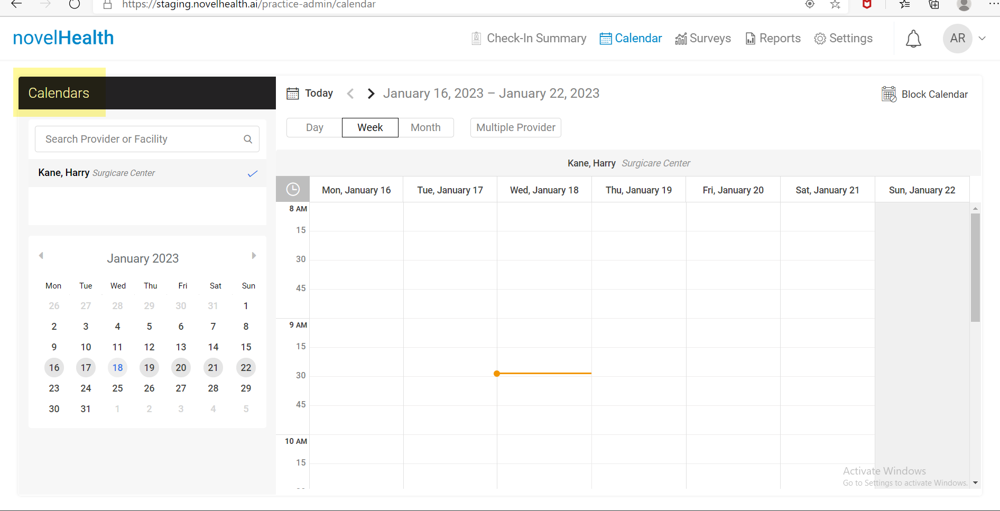 https://staging.novelhealth.ai/practice-admin/calendar
novelHealth
Check-In Summary
Calendar
Surveys
Reports
Settings
AR
Calendars
Search Provider or Facility
Kane, Harry Surgicare Center
January 2023
Mon Tue Wed Thu Fri Sat Sun
26 27 28 29 30 31 1
2 3 4 5 6 7 8
9 10 11 12 13 14 15
16 17 18 19 20 21 22
23 24 25 26 27 28 29
30 31 1 2 3 4 5
Today
January 16, 2023 – January 22, 2023
Block Calendar
Day Week Month Multiple Provider
Kane, Harry Surgicare Center
Mon, January 16 Tue, January 17 Wed, January 18 Thu, January 19 Fri, January 20 Sat, January 21 Sun, January 22
8 AM
15
30
45
9 AM
15
30
45
10 AM
15
Activate Windows
Go to Settings to activate Windows.